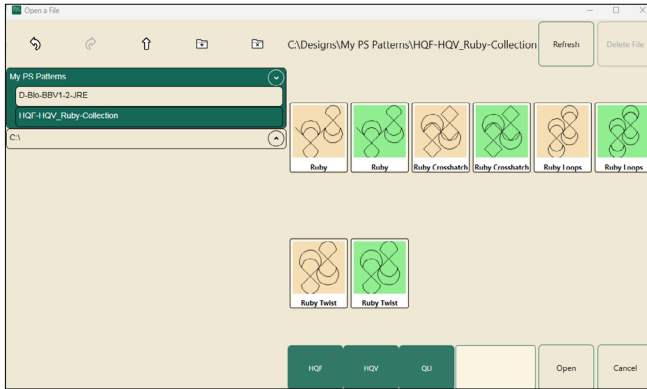 Open a File
C:\Designs\My PS Patterns\HQF-HQV_Ruby-Collection
Refresh
Delete File
My PS Patterns
D-Blo-BBV1-2-JRE
HQF-HQV_Ruby-Collection
C:\
Ruby
Ruby
Ruby Crosshatch
Ruby Crosshatch
Ruby Loops
Ruby Loops
Ruby Twist
Ruby Twist
HQF
HQV
QLI
Open
Cancel